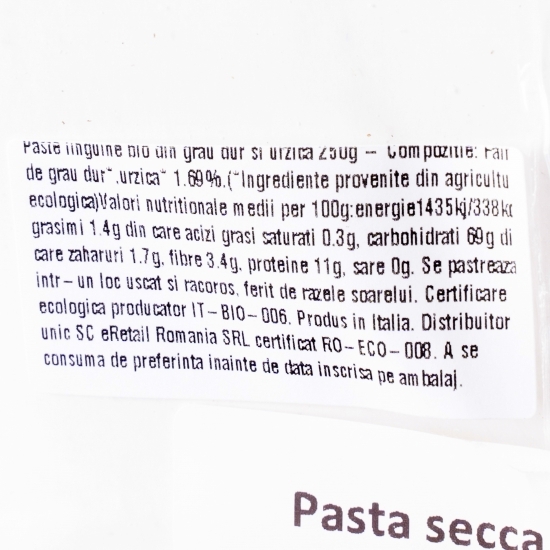 Paste linguine bio din grau dur si urzica 250g – Compozitie: Fain
de grau dur*,urzica* 1.69%.(*Ingrediente provenite din agricultu
ecologica)Valori nutritionale medii per 100g:energie1435kj/338kc
grasimi 1.4g din care acizi grasi saturati 0.3g, carbohidrati 69g di
care zaharuri 1.7g, fibre 3.4g, proteine 11g, sare 0g. Se pastreaza
intr–un loc uscat si racoros, ferit de razele soarelui. Certificare
ecologica producator IT–BIO–006. Produs in Italia. Distribuitor
unic SC eRetail Romania SRL certificat RO–ECO–008. A se
consuma de preferinta inainte de data inscrisa pe ambalaj.
Pasta secca